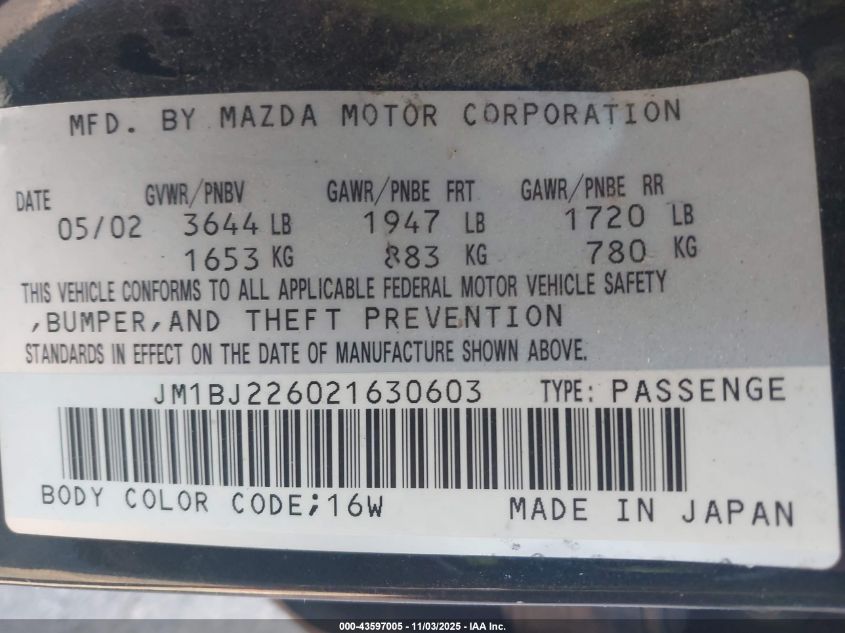 MFD. BY MAZDA MOTOR CORPORATION
DATE GVWR/PNBV GAWR/PNBE FRT GAWR/PNBE RR
05/02 3644 LB 1947 LB 1720 LB
1653 KG 883 KG 780 KG
THIS VEHICLE CONFORMS TO ALL APPLICABLE FEDERAL MOTOR VEHICLE SAFETY
,BUMPER,AND THEFT PREVENTION
STANDARDS IN EFFECT ON THE DATE OF MANUFACTURE SHOWN ABOVE.
JM1BJ226021630603 TYPE: PASSENGE
BODY COLOR CODE;16W MADE IN JAPAN
000-43597005 - 11/03/2025 - IAA Inc.